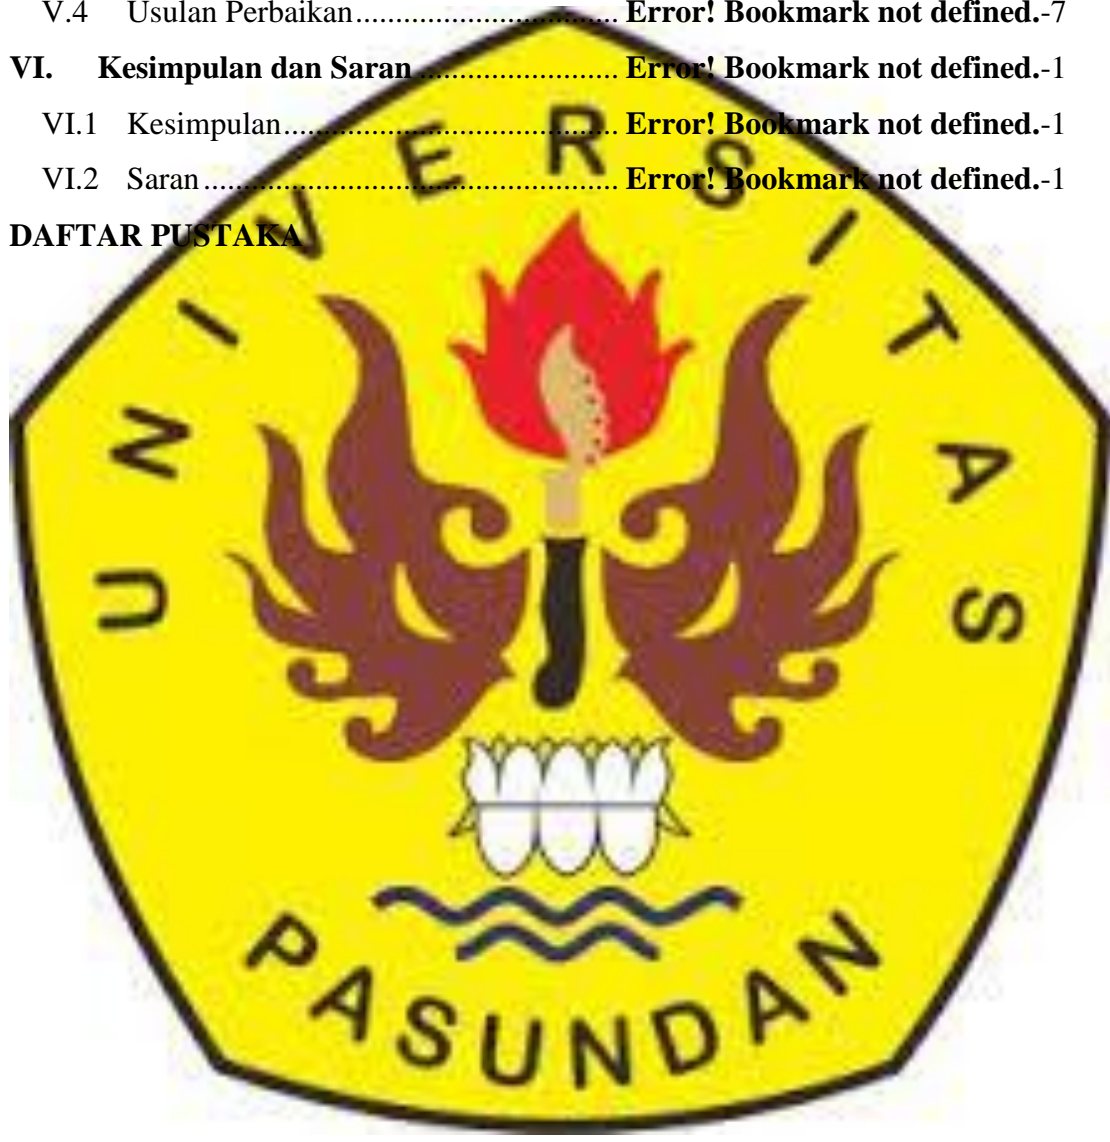 V.4 Usulan Perbaikan............................. Error! Bookmark not defined.-7
VI. Kesimpulan dan Saran ...................... Error! Bookmark not defined.-1
VI.1 Kesimpulan..................................... Error! Bookmark not defined.-1
VI.2 Saran.............................................. Error! Bookmark not defined.-1
DAFTAR PUSTAKA
UNIVERSITAS
PASUNDAN